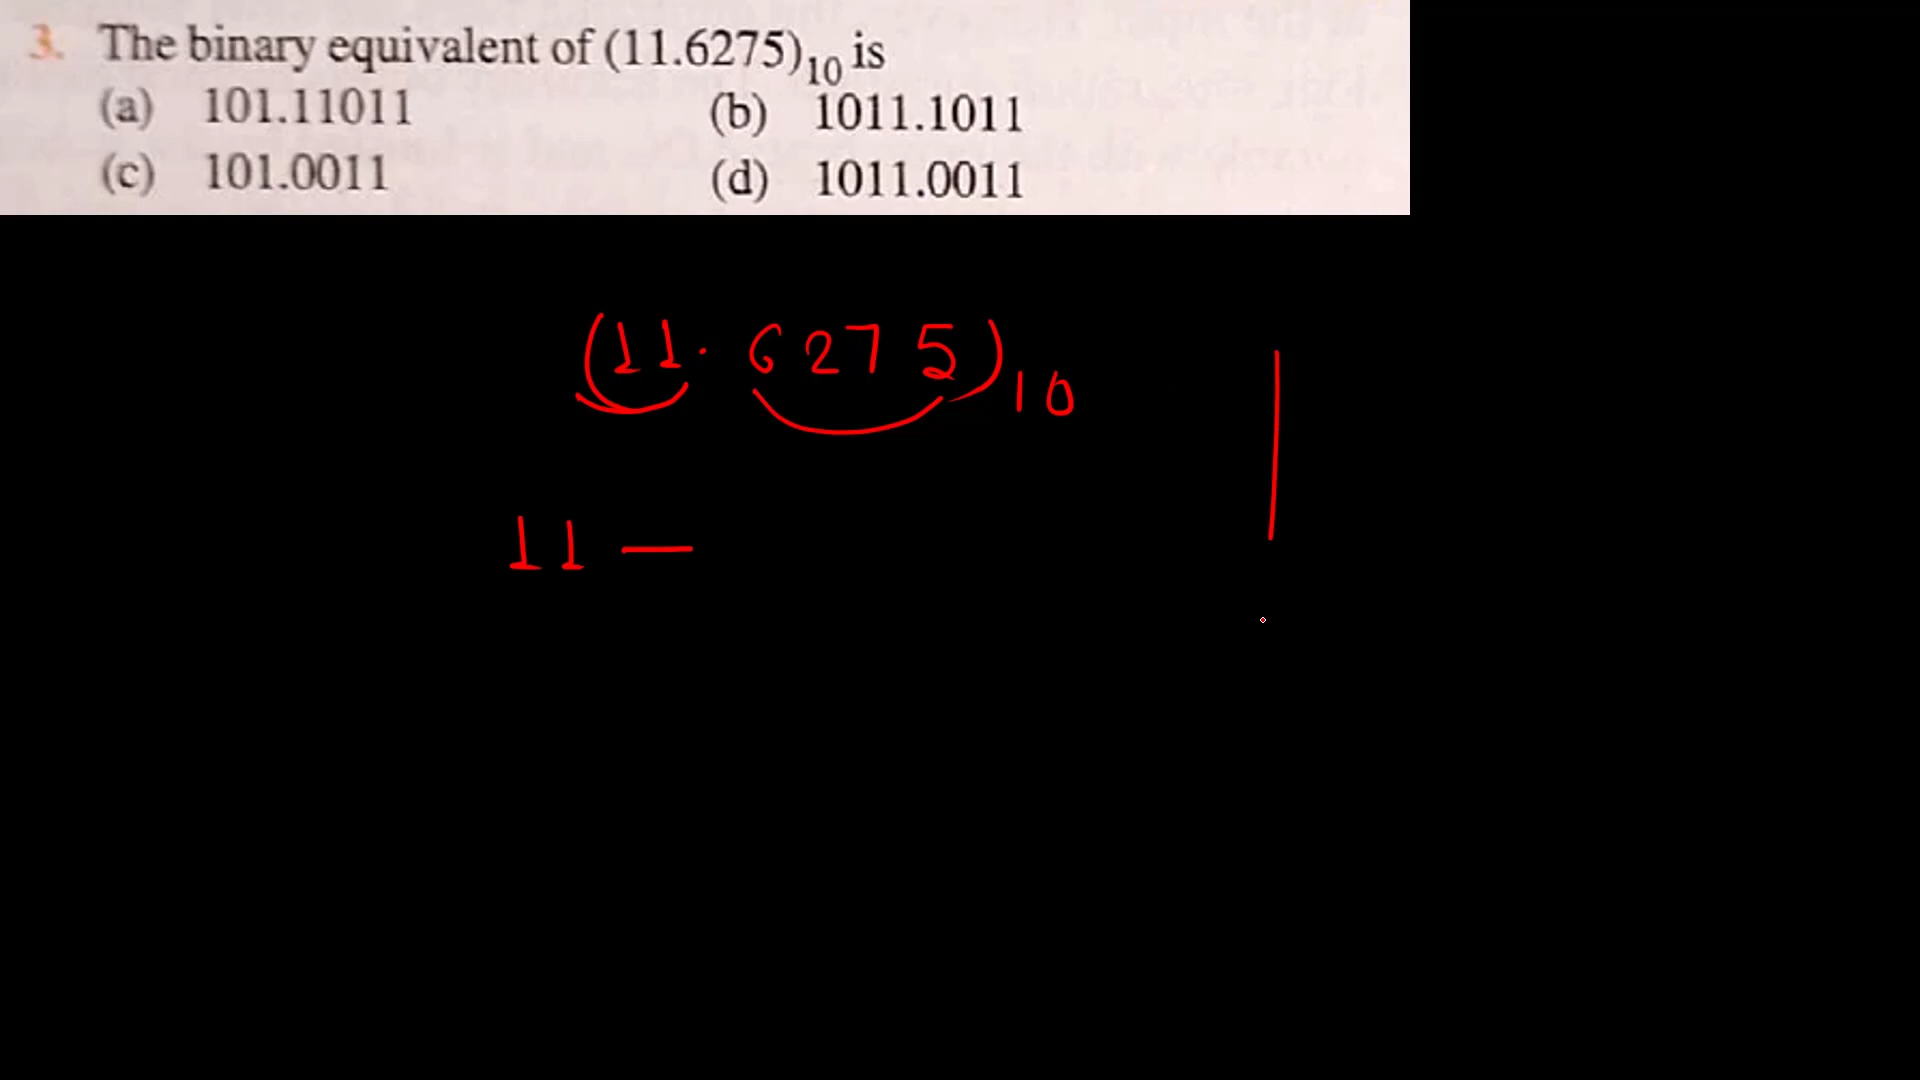 3. The binary equivalent of (11.6275)₁₀ is
(a) 101.11011 (b) 1011.1011
(c) 101.0011 (d) 1011.0011
(11.6275)₁₀
11 —